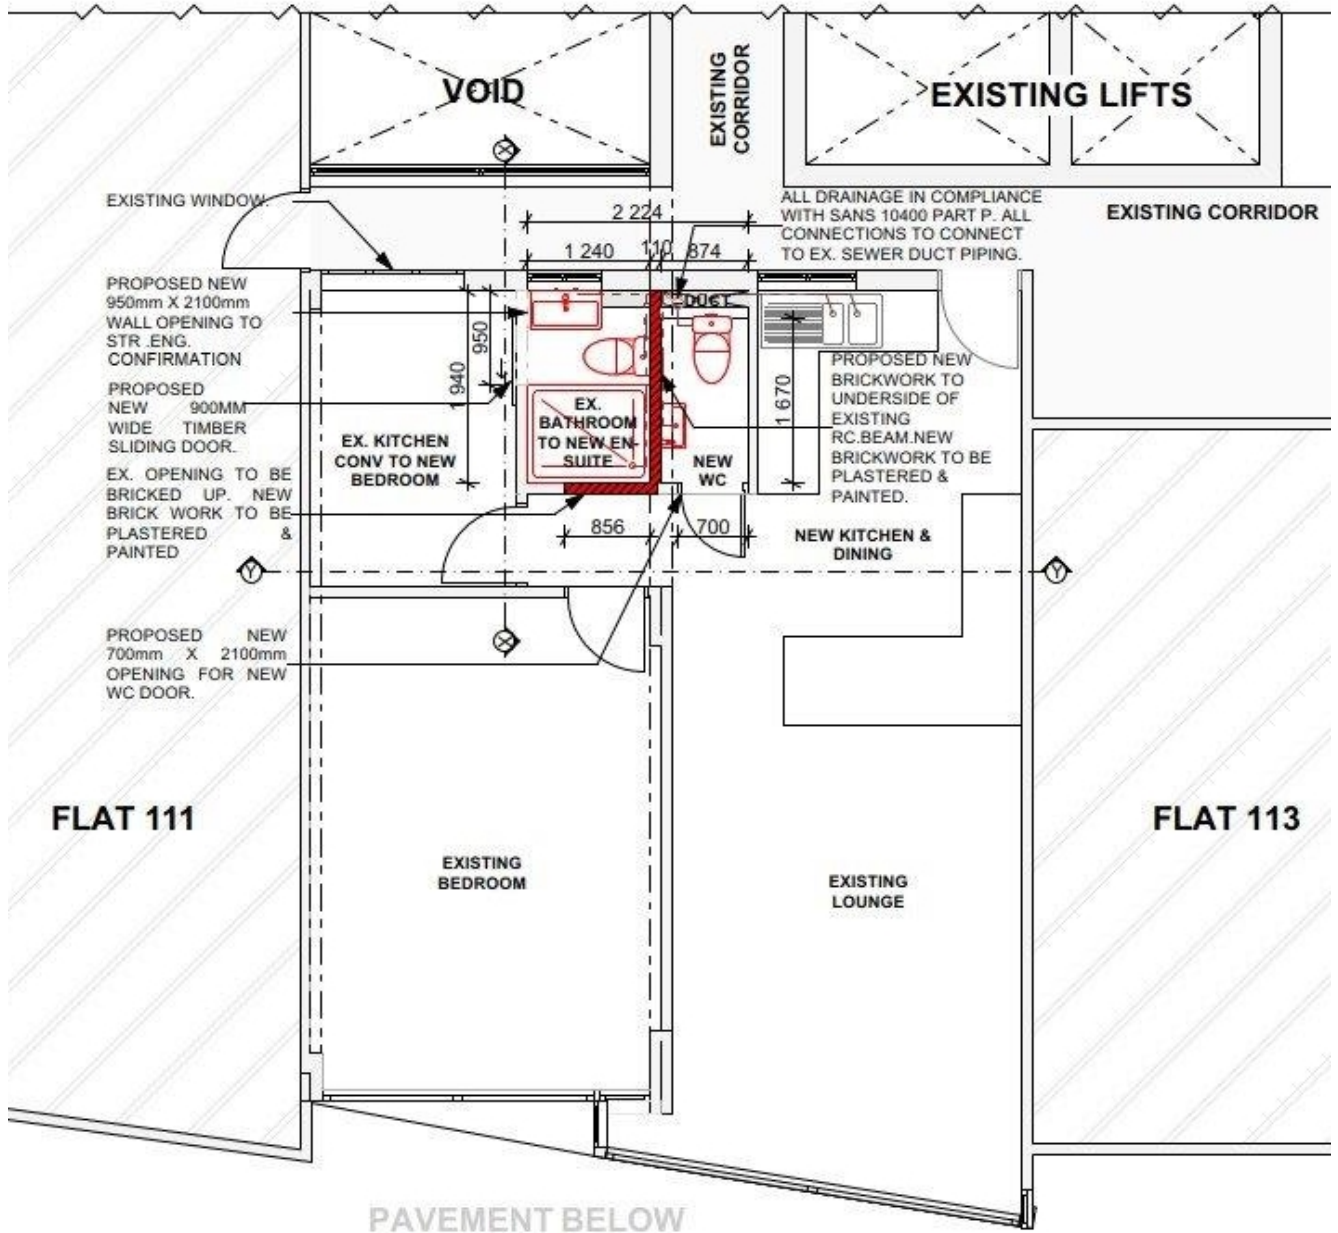 VOID
EXISTING
CORRIDOR
EXISTING LIFTS
EXISTING WINDOW.
2 224
ALL DRAINAGE IN COMPLIANCE
WITH SANS 10400 PART P. ALL
CONNECTIONS TO CONNECT
TO EX. SEWER DUCT PIPING.
EXISTING CORRIDOR
1 240
110
874
PROPOSED NEW
950mm X 2100mm
WALL OPENING TO
STR .ENG.
CONFIRMATION
DUCT
950
1 940
1 670
PROPOSED
NEW 900MM
WIDE TIMBER
SLIDING DOOR.
PROPOSED NEW
BRICKWORK TO
UNDERSIDE OF
EXISTING
RC.BEAM.NEW
BRICKWORK TO BE
PLASTERED &
PAINTED.
EX. KITCHEN
CONV TO NEW
BEDROOM
EX.
BATHROOM
TO NEW EN-
SUITE
NEW
WC
EX. OPENING TO BE
BRICKED UP. NEW
BRICK WORK TO BE
PLASTERED &
PAINTED
856
700
NEW KITCHEN &
DINING
X
Y
Y
X
PROPOSED NEW
700mm X 2100mm
OPENING FOR NEW
WC DOOR.
FLAT 111
FLAT 113
EXISTING
BEDROOM
EXISTING
LOUNGE
PAVEMENT BELOW